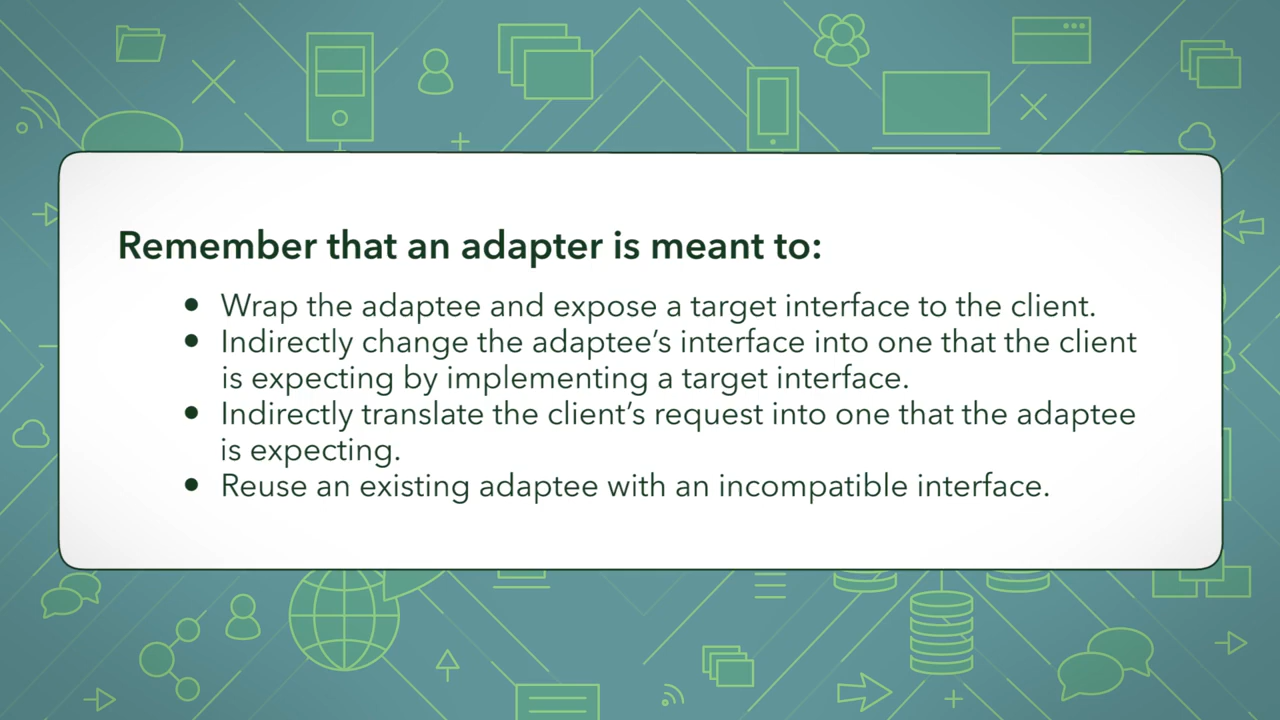 Remember that an adapter is meant to:
• Wrap the adaptee and expose a target interface to the client.
• Indirectly change the adaptee’s interface into one that the client
is expecting by implementing a target interface.
• Indirectly translate the client’s request into one that the adaptee
is expecting.
• Reuse an existing adaptee with an incompatible interface.